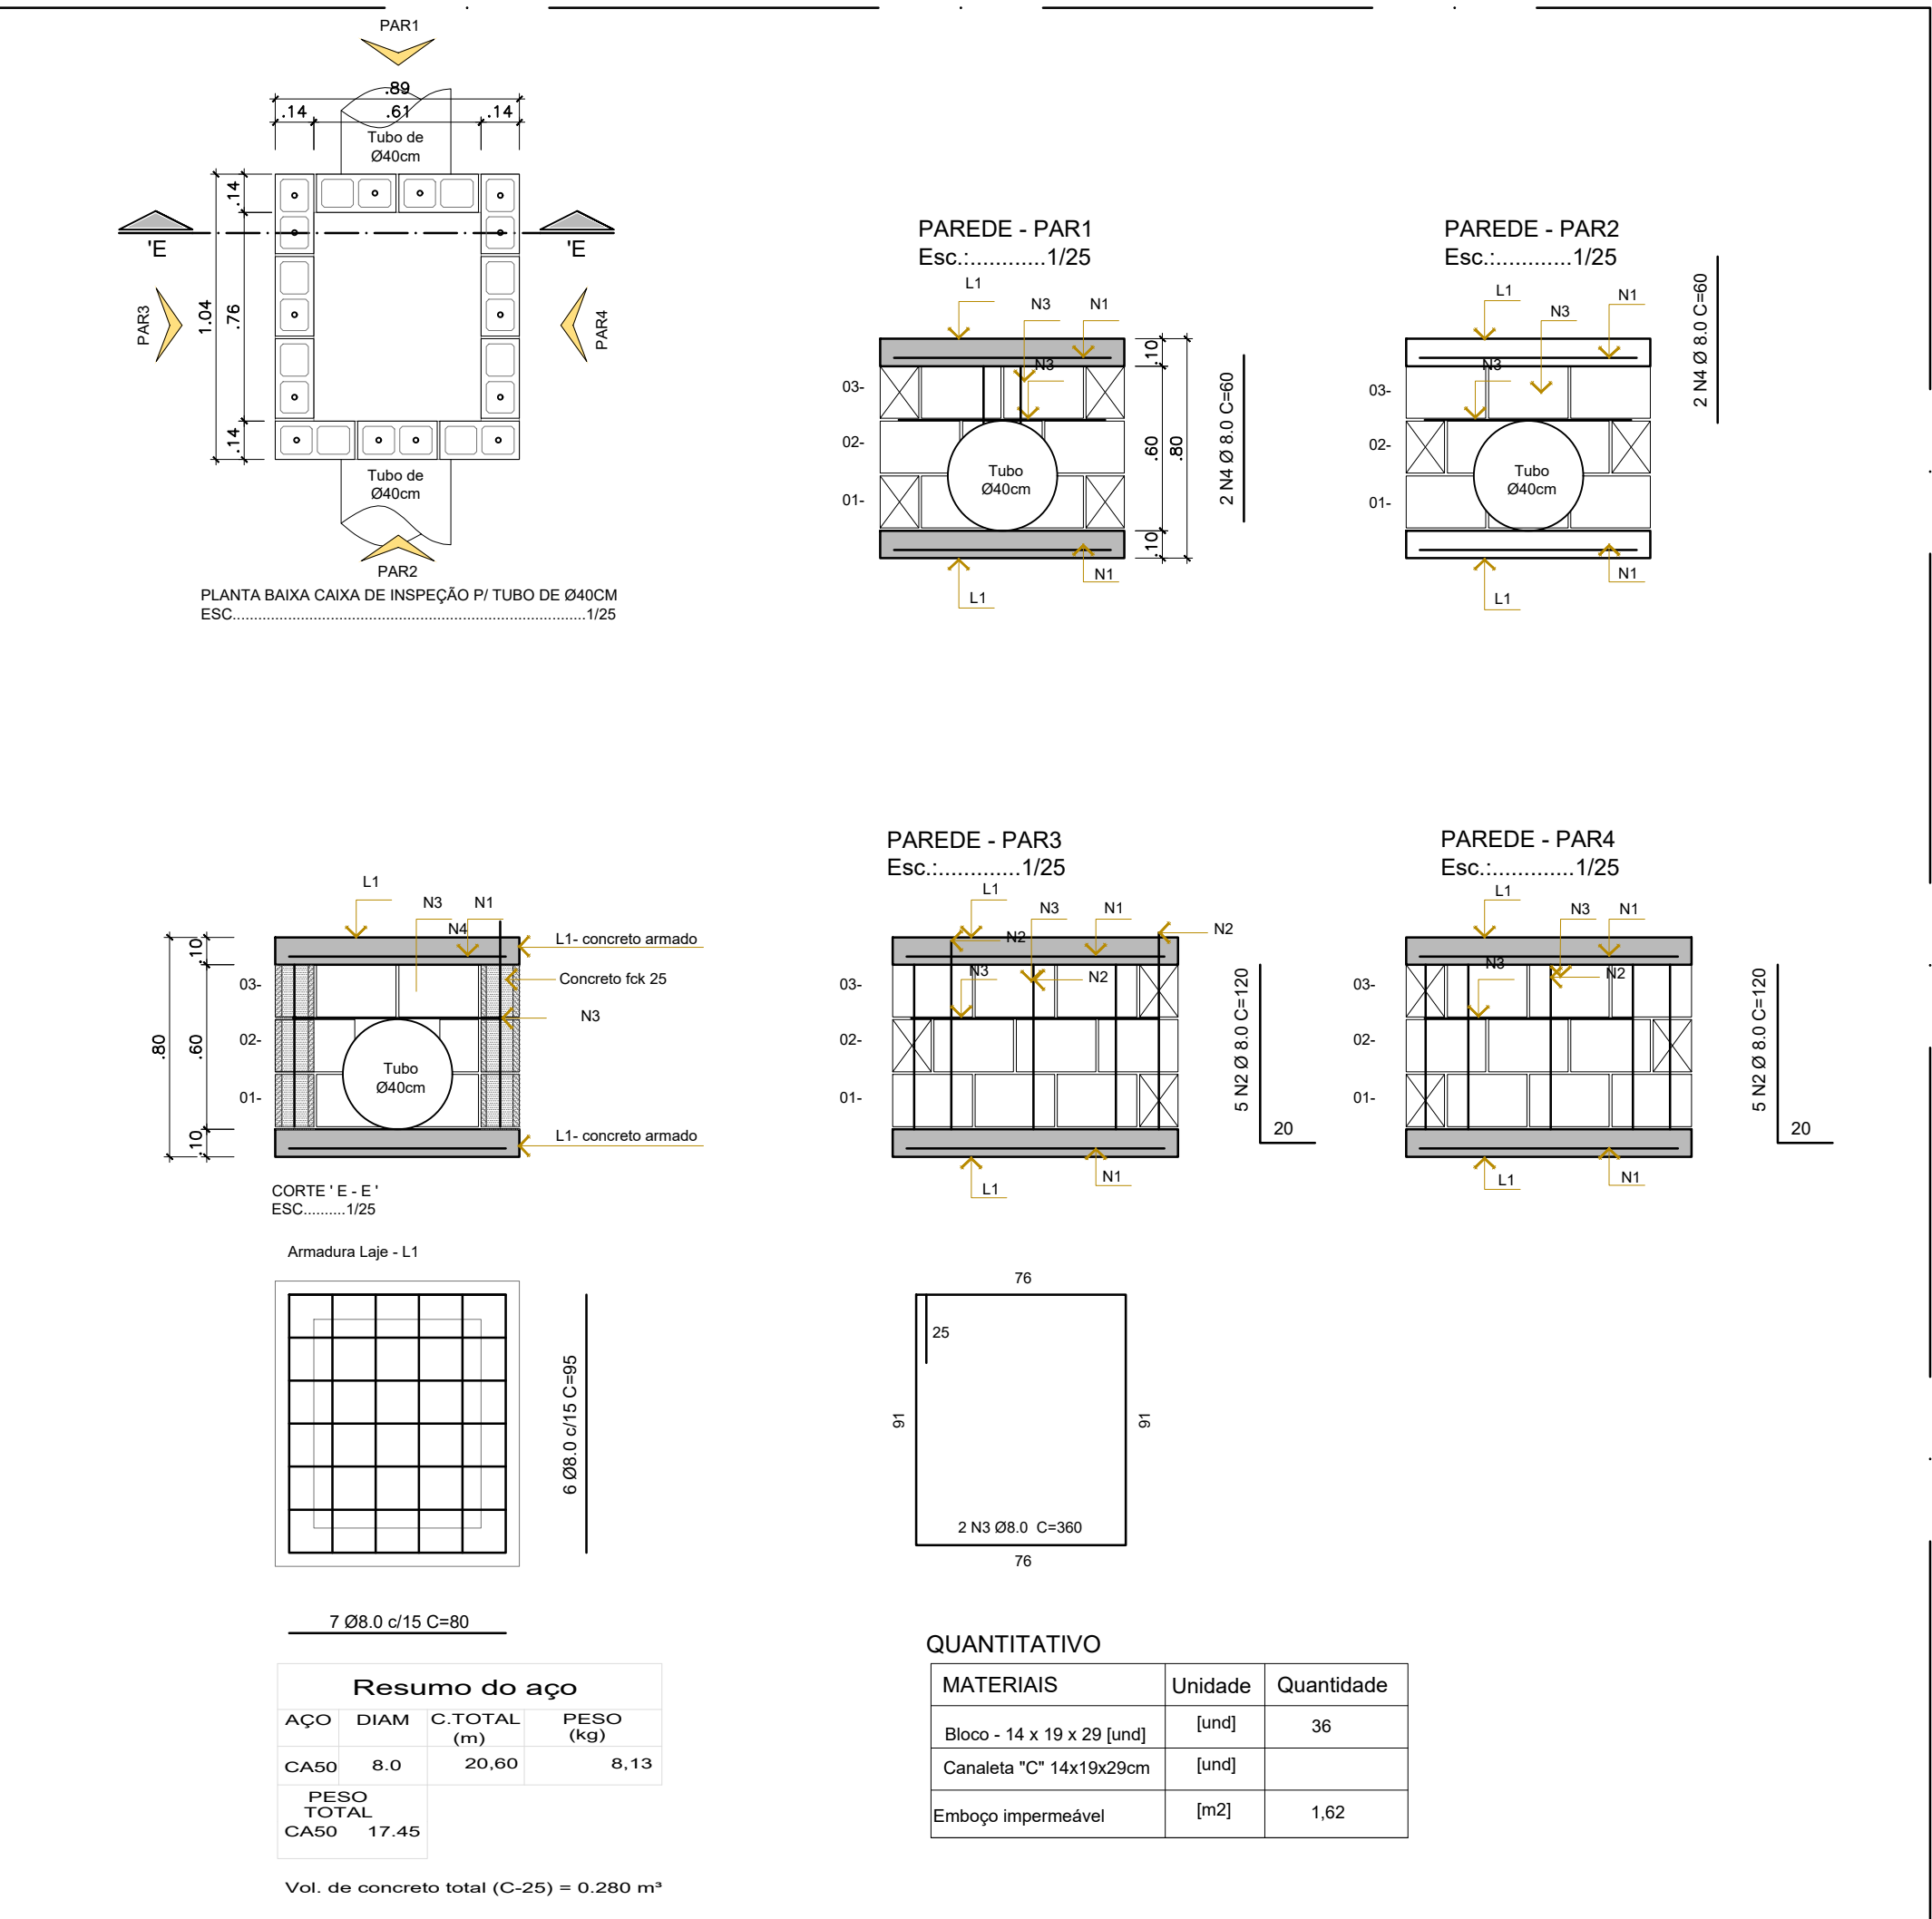 PAR1
.89
.14
.61
.14
Tubo de
Ø40cm
.14
1.04
.76
.14
'E
'E
PAR3
PAR4
Tubo de
Ø40cm
PAR2
PLANTA BAIXA CAIXA DE INSPEÇÃO P/ TUBO DE Ø40CM
ESC...................................................................................1/25
PAREDE - PAR1
Esc.:............1/25
L1
N3
N1
N3
03-
02-
01-
Tubo
Ø40cm
.10
.60
.80
.10
N1
L1
2 N4 Ø 8.0 C=60
PAREDE - PAR2
Esc.:............1/25
L1
N3
N1
N3
03-
02-
01-
Tubo
Ø40cm
N1
L1
2 N4 Ø 8.0 C=60
L1
N3
N1
N4
L1- concreto armado
Concreto fck 25
N3
.10
.80
.60
.10
03-
02-
01-
Tubo
Ø40cm
L1- concreto armado
CORTE ' E - E '
ESC..........1/25
PAREDE - PAR3
Esc.:.............1/25
L1
N3
N1
N2
N2
N3
N2
03-
02-
01-
N1
L1
5 N2 Ø 8.0 C=120
20
PAREDE - PAR4
Esc.:.............1/25
L1
N3
N1
N3
N2
03-
02-
01-
N1
L1
5 N2 Ø 8.0 C=120
20
Armadura Laje - L1
6 Ø8.0 c/15 C=95
7 Ø8.0 c/15 C=80
76
25
91
91
2 N3 Ø8.0 C=360
76
Resumo do aço
AÇO DIAM C.TOTAL (m) PESO (kg)
CA50 8.0 20,60 8,13
PESO
TOTAL
CA50 17.45
Vol. de concreto total (C-25) = 0.280 m³
QUANTITATIVO
MATERIAIS Unidade Quantidade
Bloco - 14 x 19 x 29 [und] [und] 36
Canaleta "C" 14x19x29cm [und]
Emboço impermeável [m2] 1,62